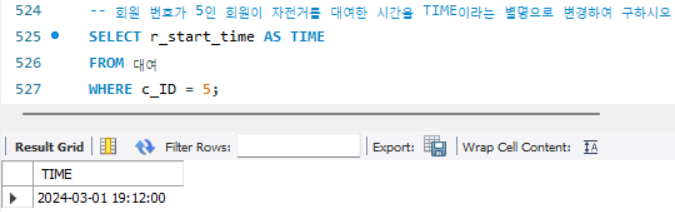 524 -- 회원 번호가 5인 회원이 자전거를 대여한 시간을 TIME이라는 별명으로 변경하여 구하시오
525 SELECT r_start_time AS TIME
526 FROM 대여
527 WHERE c_ID = 5;
Result Grid Filter Rows: Export: Wrap Cell Content:
TIME
2024-03-01 19:12:00